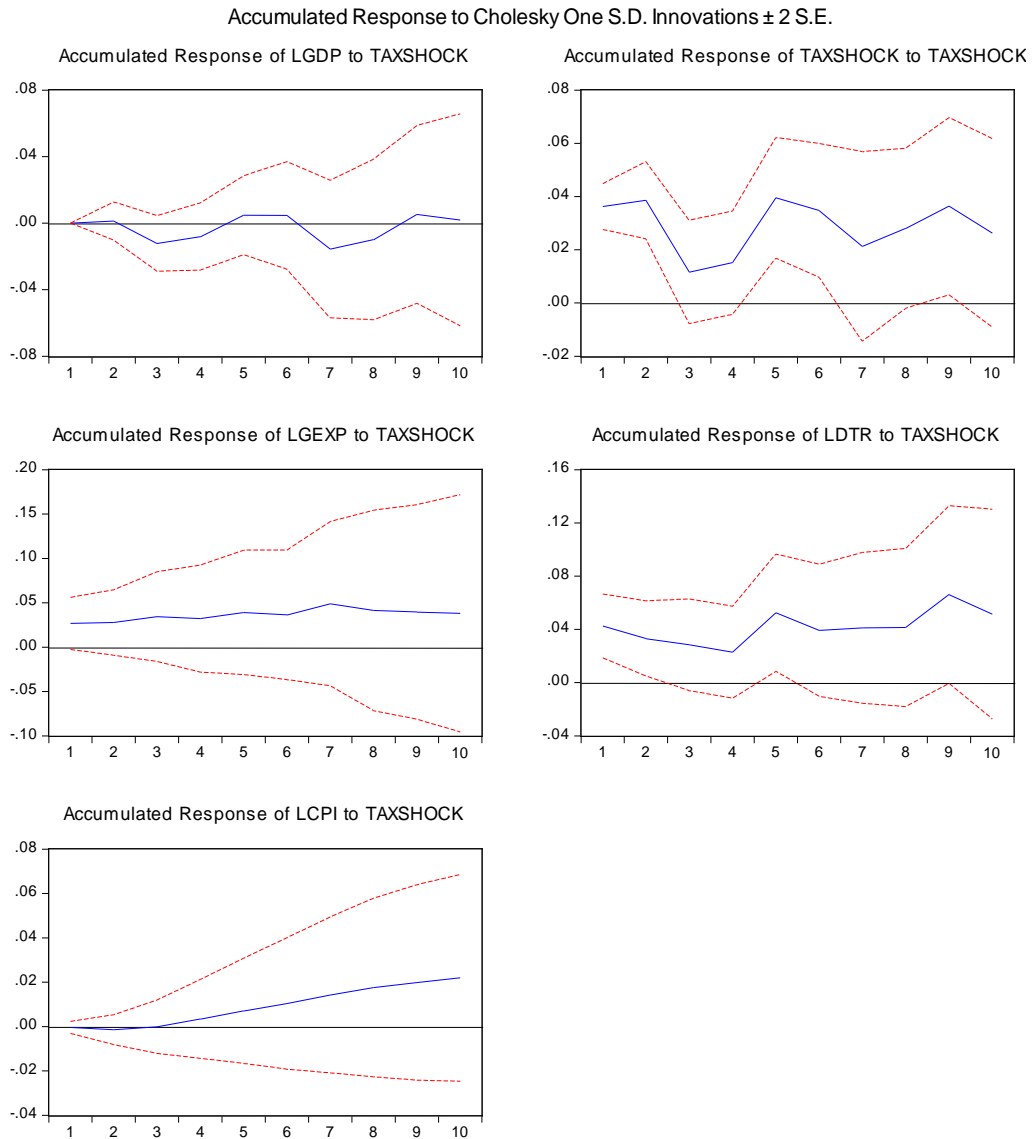 Accumulated Response to Cholesky One S.D. Innovations ± 2 S.E.
Accumulated Response of LGDP to TAXSHOCK
.08
.04
.00
-.04
-.08
1 2 3 4 5 6 7 8 9 10
Accumulated Response of TAXSHOCK to TAXSHOCK
.08
.06
.04
.02
.00
-.02
1 2 3 4 5 6 7 8 9 10
Accumulated Response of LGEXP to TAXSHOCK
.20
.15
.10
.05
.00
-.05
-.10
1 2 3 4 5 6 7 8 9 10
Accumulated Response of LDTR to TAXSHOCK
.16
.12
.08
.04
.00
-.04
1 2 3 4 5 6 7 8 9 10
Accumulated Response of LCPI to TAXSHOCK
.08
.06
.04
.02
.00
-.02
-.04
1 2 3 4 5 6 7 8 9 10